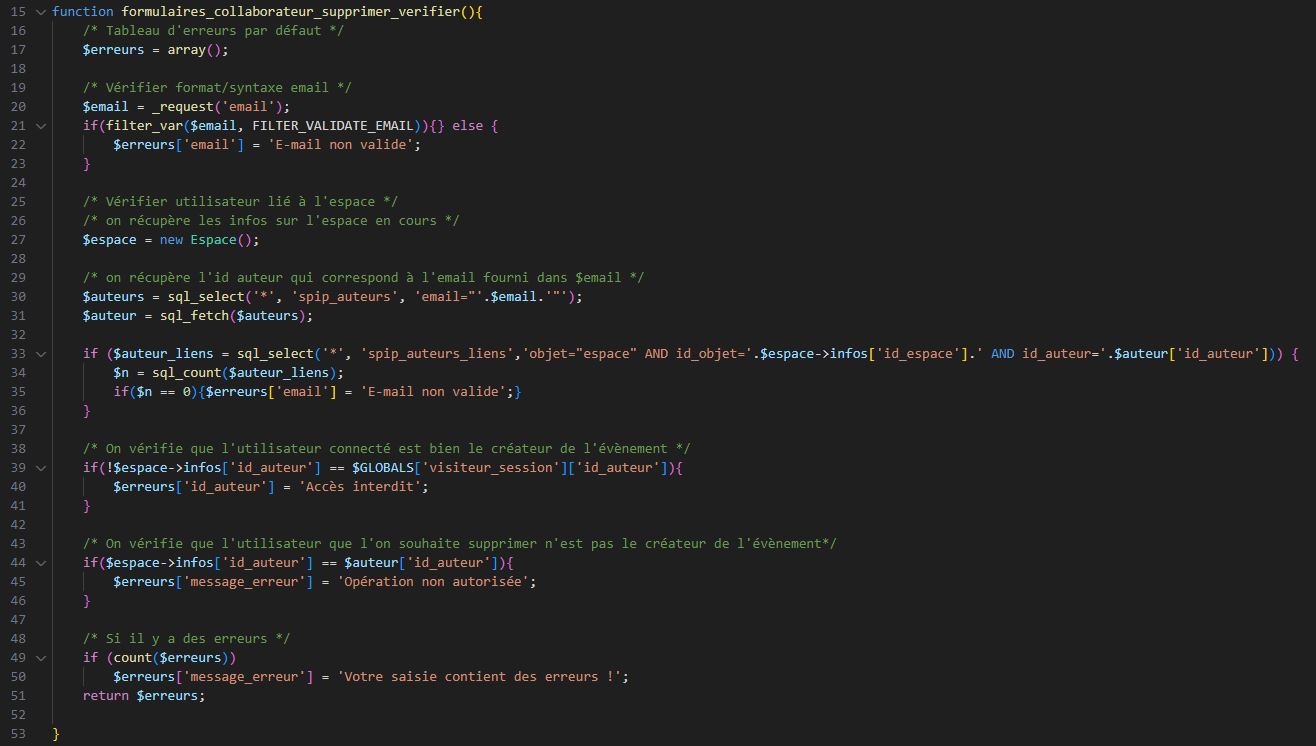 15 function formulaires_collaborateur_supprimer_verifier(){
16 /* Tableau d'erreurs par défaut */
17 $erreurs = array();
18
19 /* Vérifier format/syntaxe email */
20 $email = _request('email');
21 if(filter_var($email, FILTER_VALIDATE_EMAIL)){} else {
22 $erreurs['email'] = 'E-mail non valide';
23 }
24
25 /* Vérifier utilisateur lié à l'espace */
26 /* on récupère les infos sur l'espace en cours */
27 $espace = new Espace();
28
29 /* on récupère l'id auteur qui correspond à l'email fourni dans $email */
30 $auteurs = sql_select('*', 'spip_auteurs', 'email="'.$email.'"');
31 $auteur = sql_fetch($auteurs);
32
33 if ($auteur_liens = sql_select('*', 'spip_auteurs_liens','objet="espace" AND id_objet='.$espace->infos['id_espace'].' AND id_auteur='.$auteur['id_auteur'])) {
34 $n = sql_count($auteur_liens);
35 if($n == 0){$erreurs['email'] = 'E-mail non valide';}
36 }
37
38 /* On vérifie que l'utilisateur connecté est bien le créateur de l'évènement */
39 if(!$espace->infos['id_auteur'] == $GLOBALS['visiteur_session']['id_auteur']){
40 $erreurs['id_auteur'] = 'Accès interdit';
41 }
42
43 /* On vérifie que l'utilisateur que l'on souhaite supprimer n'est pas le créateur de l'évènement*/
44 if($espace->infos['id_auteur'] == $auteur['id_auteur']){
45 $erreurs['message_erreur'] = 'Opération non autorisée';
46 }
47
48 /* Si il y a des erreurs */
49 if (count($erreurs))
50 $erreurs['message_erreur'] = 'Votre saisie contient des erreurs !';
51 return $erreurs;
52
53 }